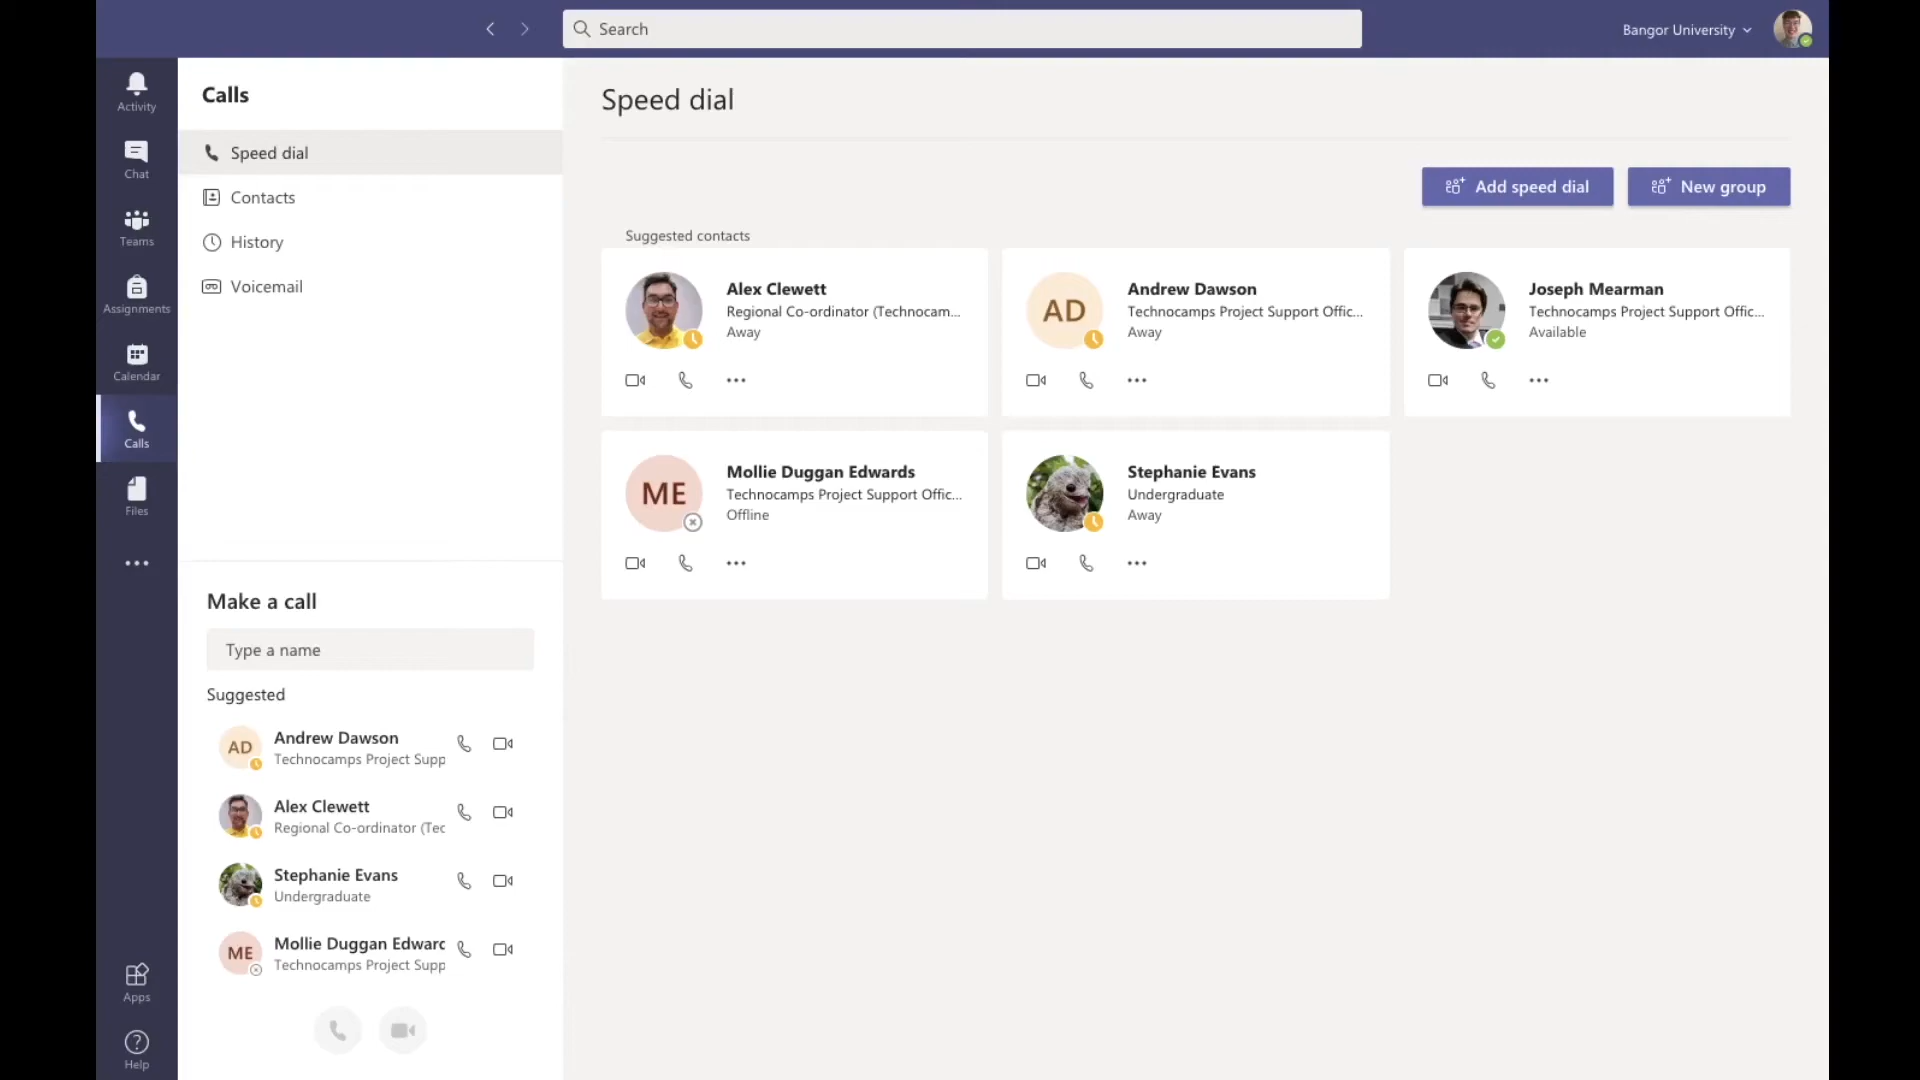 Search
Bangor University
Activity
Chat
Teams
Assignments
Calendar
Calls
Files
Apps
Help
Calls
Speed dial
Contacts
History
Voicemail
Make a call
Type a name
Suggested
AD
Andrew Dawson
Technocamps Project Supp
Alex Clewett
Regional Co-ordinator (Tec
Stephanie Evans
Undergraduate
ME
Mollie Duggan Edward
Technocamps Project Supp
Speed dial
Add speed dial
New group
Suggested contacts
Alex Clewett
Regional Co-ordinator (Technocam...
Away
AD
Andrew Dawson
Technocamps Project Support Offic...
Away
Joseph Mearman
Technocamps Project Support Offic...
Available
ME
Mollie Duggan Edwards
Technocamps Project Support Offic...
Offline
Stephanie Evans
Undergraduate
Away